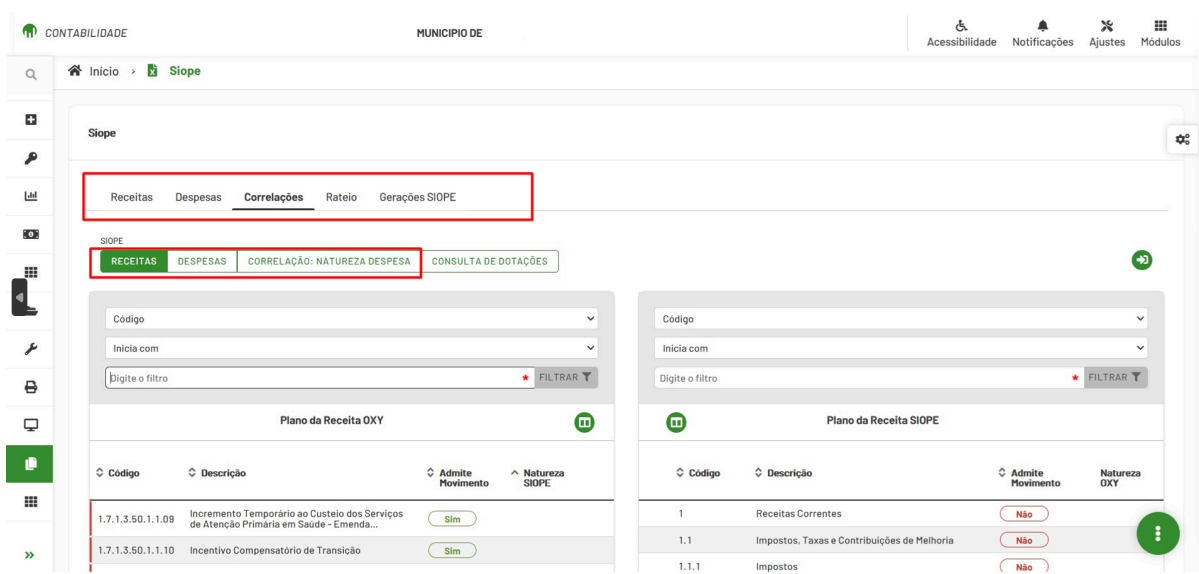 CONTABILIDADE
MUNICIPIO DE
Acessibilidade
Notificações
Ajustes
Módulos
Início › Siope
Siope
Receitas Despesas Correlações Rateio Gerações SIOPE
SIOPE
RECEITAS DESPESAS CORRELAÇÃO: NATUREZA DESPESA CONSULTA DE DOTAÇÕES
Código
Inicia com
Digite o filtro * FILTRAR
Plano da Receita OXY
Código Descrição Admite Movimento Natureza SIOPE
1.7.1.3.50.1.1.09 Incremento Temporário ao Custeio dos Serviços de Atenção Primária em Saúde - Emenda... Sim
1.7.1.3.50.1.1.10 Incentivo Compensatório de Transição Sim
Código
Inicia com
Digite o filtro * FILTRAR
Plano da Receita SIOPE
Código Descrição Admite Movimento Natureza OXY
1 Receitas Correntes Não
1.1 Impostos, Taxas e Contribuições de Melhoria Não
1.1.1 Impostos Não